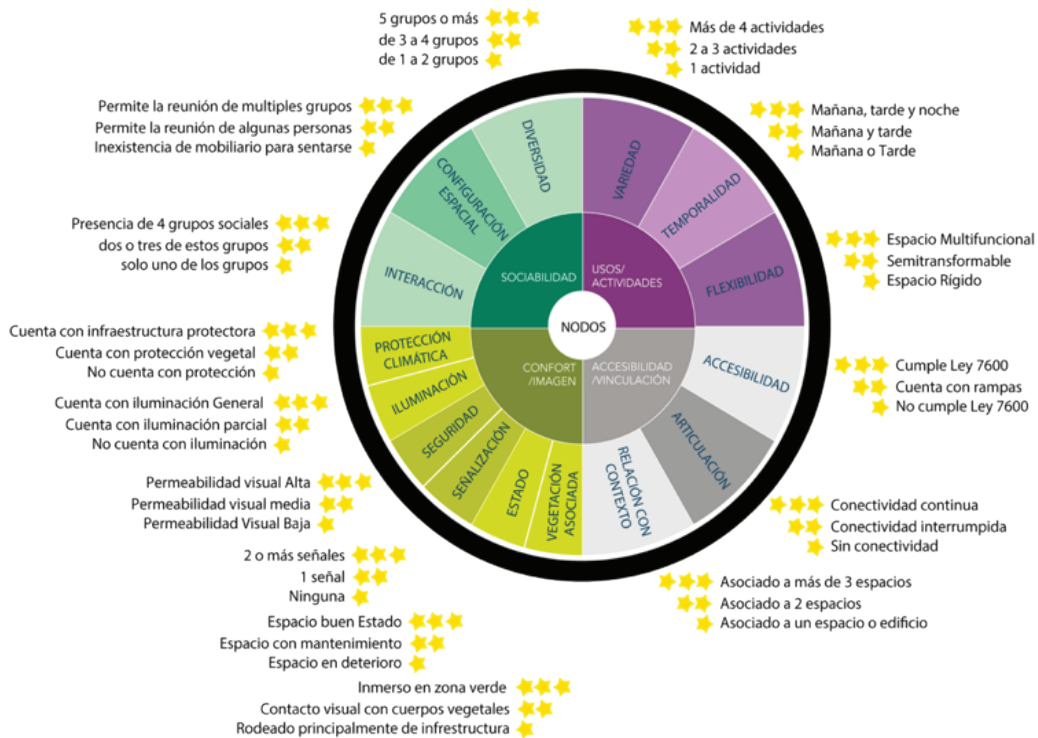 5 grupos o más
de 3 a 4 grupos
de 1 a 2 grupos
Más de 4 actividades
2 a 3 actividades
1 actividad
Permite la reunión de multiples grupos
Permite la reunión de algunas personas
Inexistencia de mobiliario para sentarse
Mañana, tarde y noche
Mañana y tarde
Mañana o Tarde
Presencia de 4 grupos sociales
dos o tres de estos grupos
solo uno de los grupos
Espacio Multifuncional
Semitransformable
Espacio Rígido
Cuenta con infraestructura protectora
Cuenta con protección vegetal
No cuenta con protección
Cumple Ley 7600
Cuenta con rampas
No cumple Ley 7600
Cuenta con iluminación General
Cuenta con iluminación parcial
No cuenta con iluminación
Permeabilidad visual Alta
Permeabilidad visual media
Permeabilidad Visual Baja
Conectividad continua
Conectividad interrumpida
Sin conectividad
2 o más señales
1 señal
Ninguna
Asociado a más de 3 espacios
Asociado a 2 espacios
Asociado a un espacio o edificio
Espacio buen Estado
Espacio con mantenimiento
Espacio en deterioro
Inmerso en zona verde
Contacto visual con cuerpos vegetales
Rodeado principalmente de infrestructura
DIVERSIDAD
CONFIGURACIÓN
ESPACIAL
INTERACCIÓN
VARIEDAD
TEMPORALIDAD
FLEXIBILIDAD
SOCIABILIDAD
USOS/
ACTIVIDADES
NODOS
CONFORT
/IMAGEN
ACCESIBILIDAD
/VINCULACIÓN
PROTECCIÓN
CLIMÁTICA
ILUMINACIÓN
SEGURIDAD
SEÑALIZACIÓN
ESTADO
VEGETACIÓN
ASOCIADA
RELACIÓN CON
CONTEXTO
ARTICULACIÓN
ACCESIBILIDAD